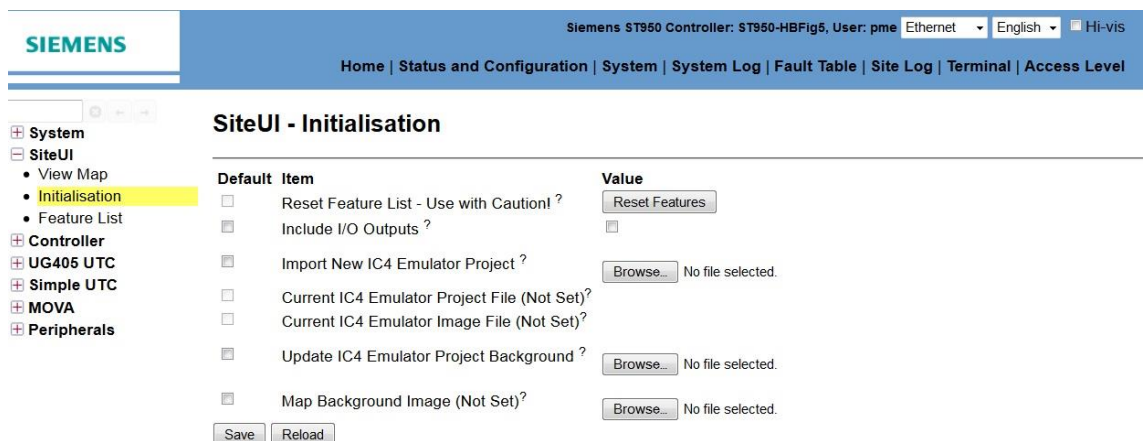 SIEMENS
Siemens ST950 Controller: ST950-HBFig5, User: pme Ethernet English Hi-vis
Home | Status and Configuration | System | System Log | Fault Table | Site Log | Terminal | Access Level
System
SiteUI
View Map
Initialisation
Feature List
Controller
UG405 UTC
Simple UTC
MOVA
Peripherals
SiteUI - Initialisation
Default Item Value
Reset Feature List - Use with Caution! ? Reset Features
Include I/O Outputs ?
Import New IC4 Emulator Project ? Browse... No file selected.
Current IC4 Emulator Project File (Not Set)?
Current IC4 Emulator Image File (Not Set)?
Update IC4 Emulator Project Background ? Browse... No file selected.
Map Background Image (Not Set)? Browse... No file selected.
Save Reload